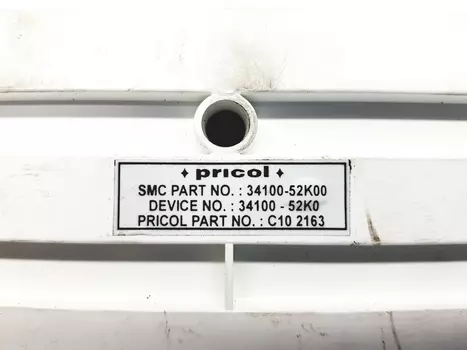 ✦ pricol ✦
SMC PART NO. : 34100-52K00
DEVICE NO. : 34100 - 52K0
PRICOL PART NO. : C10 2163